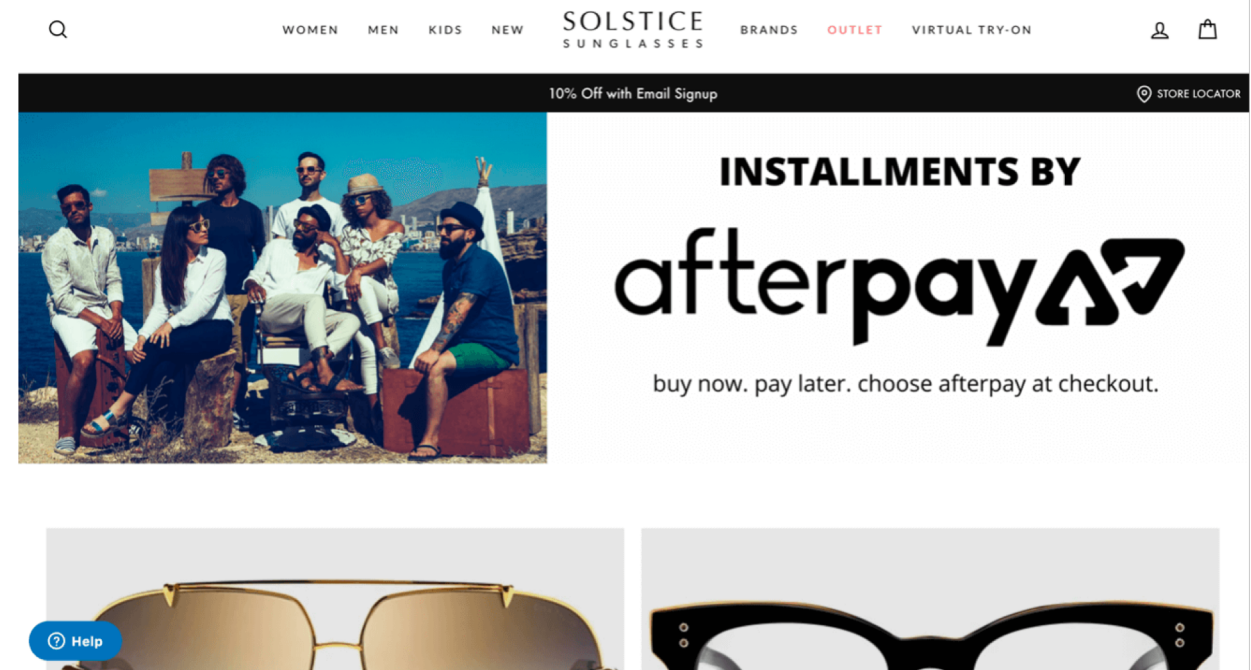 WOMEN MEN KIDS NEW SOLSTICE BRANDS OUTLET VIRTUAL TRY-ON
SUNGLASSES
10% Off with Email Signup STORE LOCATOR
INSTALLMENTS BY
afterpay
buy now. pay later. choose afterpay at checkout.
? Help